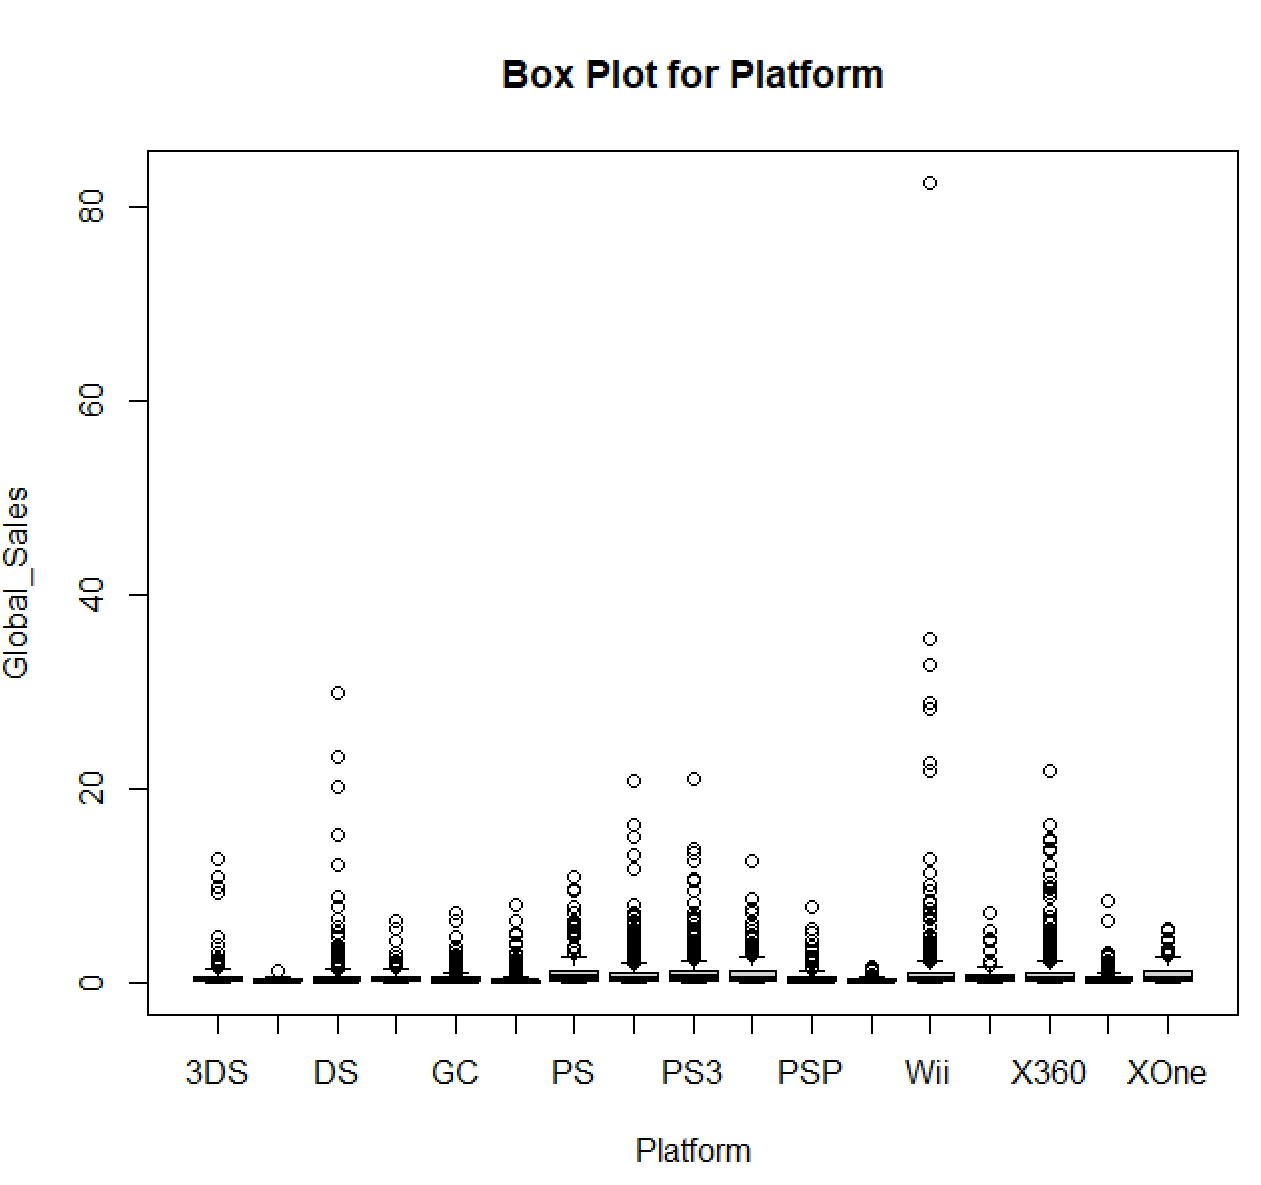 Box Plot for Platform
Global_Sales
80
60
40
20
0
3DS DS GC PS PS3 PSP Wii X360 XOne
Platform